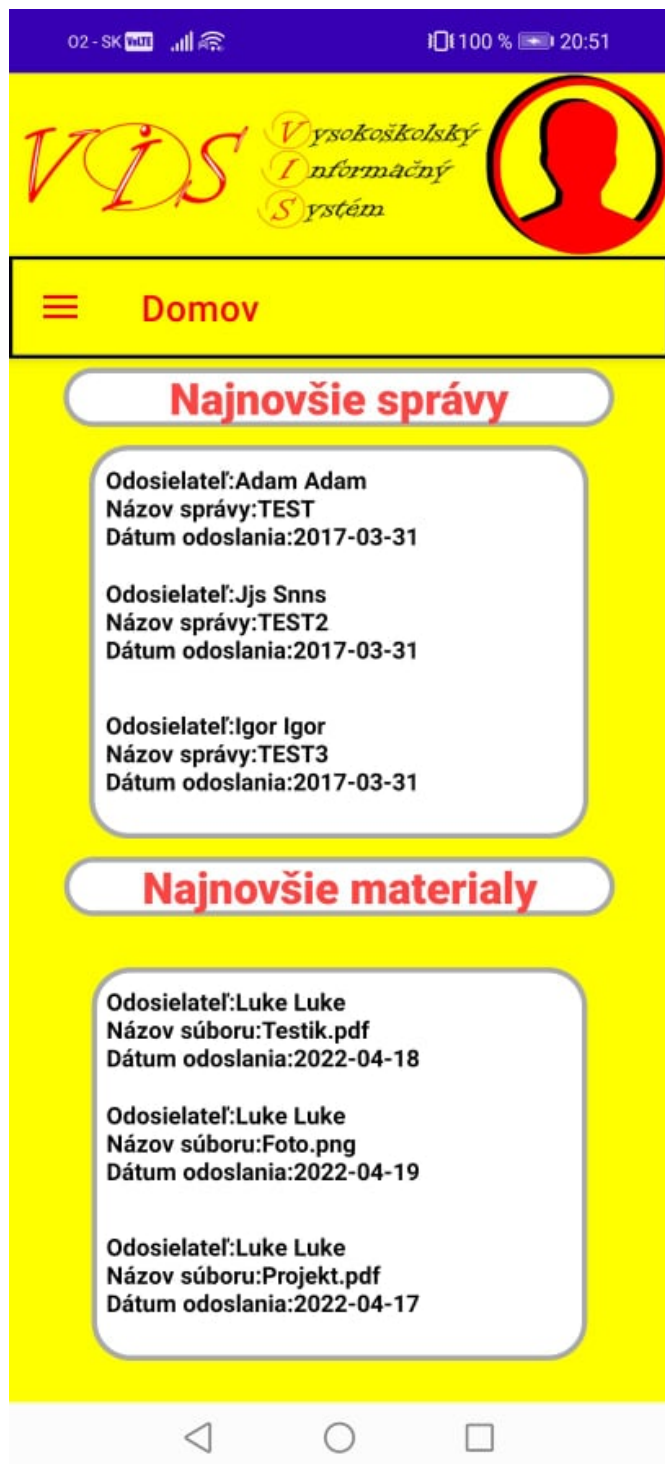 O2 - SK VoLTE 100 % 20:51
VIS
Vysokoškolský
Informačný
Systém
Domov
Najnovšie správy
Odosielateľ:Adam Adam
Názov správy:TEST
Dátum odoslania:2017-03-31
Odosielateľ:Jjs Snns
Názov správy:TEST2
Dátum odoslania:2017-03-31
Odosielateľ:Igor Igor
Názov správy:TEST3
Dátum odoslania:2017-03-31
Najnovšie materialy
Odosielateľ:Luke Luke
Názov súboru:Testik.pdf
Dátum odoslania:2022-04-18
Odosielateľ:Luke Luke
Názov súboru:Foto.png
Dátum odoslania:2022-04-19
Odosielateľ:Luke Luke
Názov súboru:Projekt.pdf
Dátum odoslania:2022-04-17